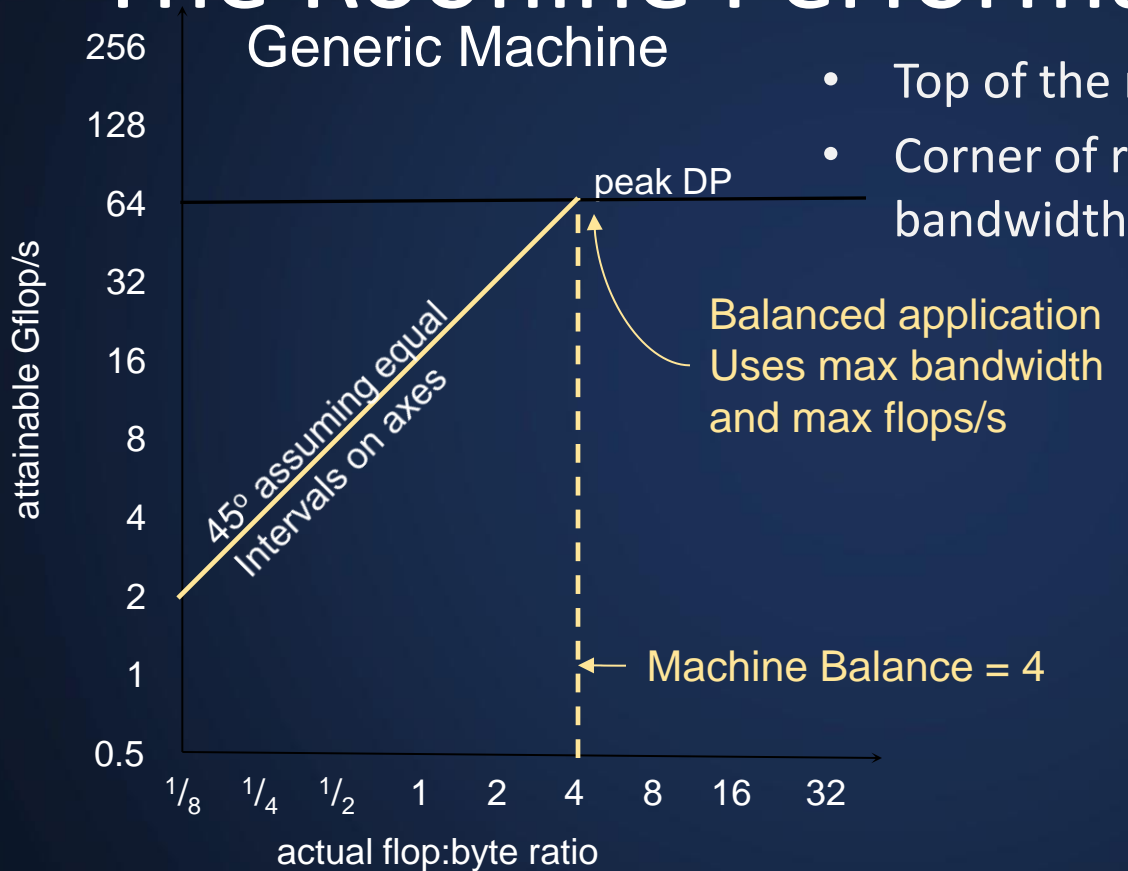 Generic Machine
256
128
64
32
16
8
4
2
1
0.5
attainable Gflop/s
peak DP
45º assuming equal
Intervals on axes
Balanced application
Uses max bandwidth
and max flops/s
Machine Balance = 4
1/8 1/4 1/2 1 2 4 8 16 32
actual flop:byte ratio
• Top of the
• Corner of
bandwidth